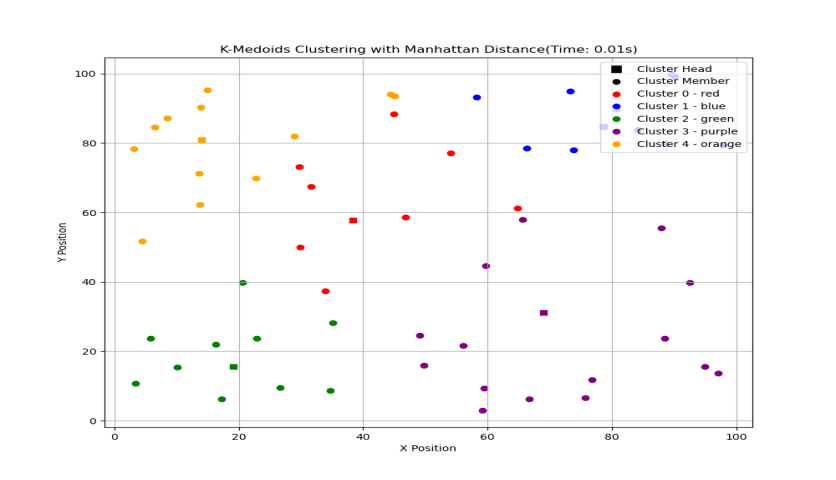 K-Medoids Clustering with Manhattan Distance(Time: 0.01s)
Cluster Head
Cluster Member
Cluster 0 - red
Cluster 1 - blue
Cluster 2 - green
Cluster 3 - purple
Cluster 4 - orange
Y Position
100
80
60
40
20
0
0 20 40 60 80 100
X Position